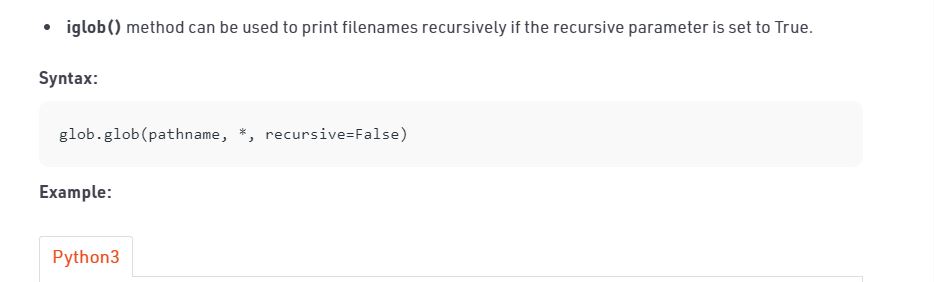 • iglob() method can be used to print filenames recursively if the recursive parameter is set to True.
Syntax:
glob.glob(pathname, *, recursive=False)
Example:
Python3